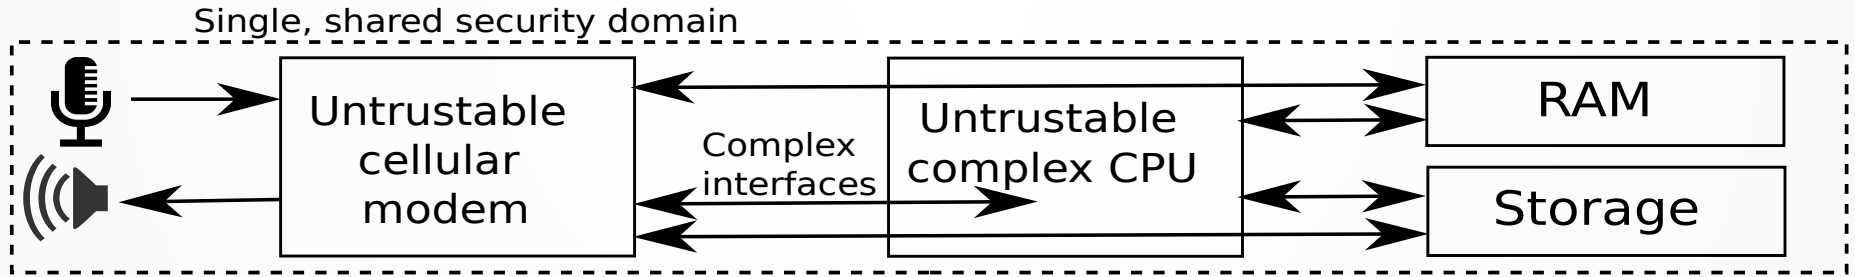 Single, shared security domain
Untrustable
cellular
modem
Complex
interfaces
Untrustable
complex CPU
RAM
Storage